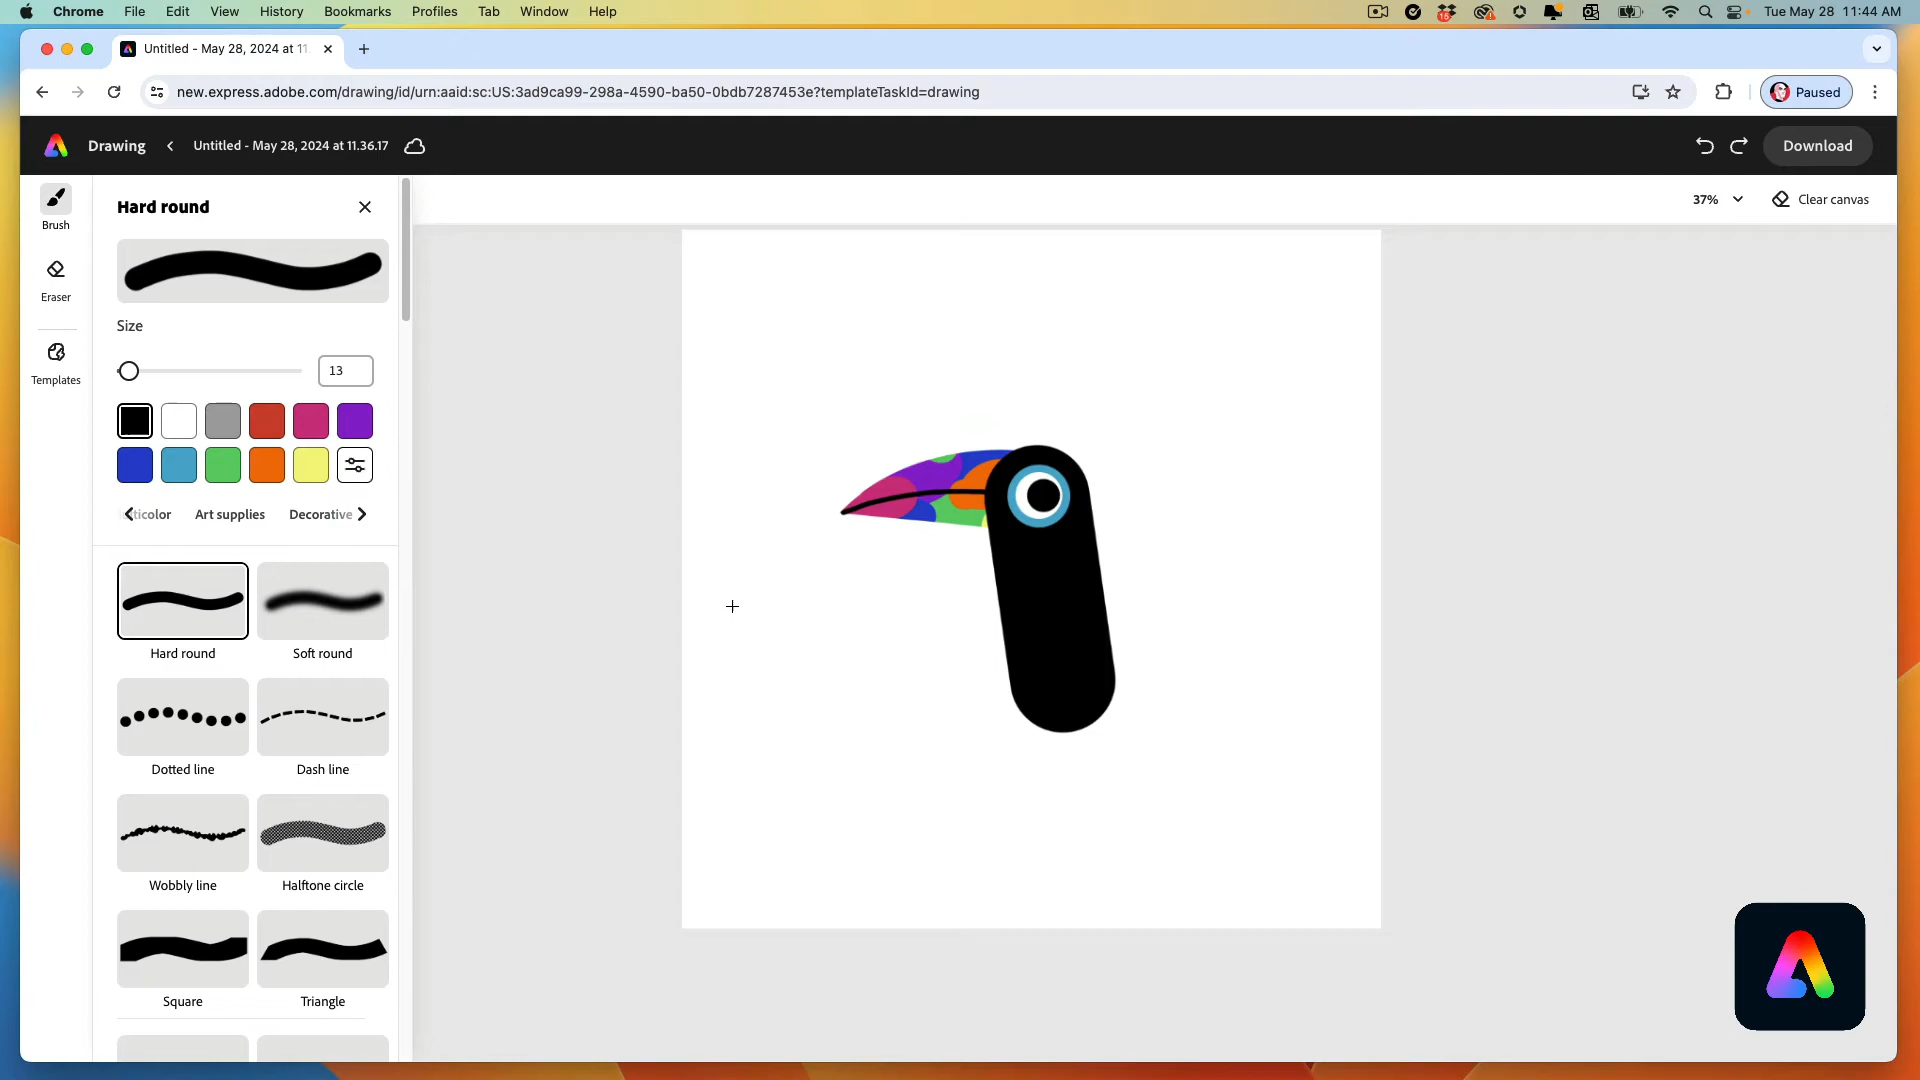 Chrome File Edit View History Bookmarks Profiles Tab Window Help
16
Tue May 28 11:44 AM
Untitled - May 28, 2024 at 11
new.express.adobe.com/drawing/id/urn:aaid:sc:US:3ad9ca99-298a-4590-ba50-0bdb7287453e?templateTaskId=drawing
Paused
Drawing
Untitled - May 28, 2024 at 11.36.17
Download
Brush
Eraser
Templates
Hard round
37%
Clear canvas
Size
13
ticolor
Art supplies
Decorative
Hard round
Soft round
Dotted line
Dash line
Wobbly line
Halftone circle
Square
Triangle